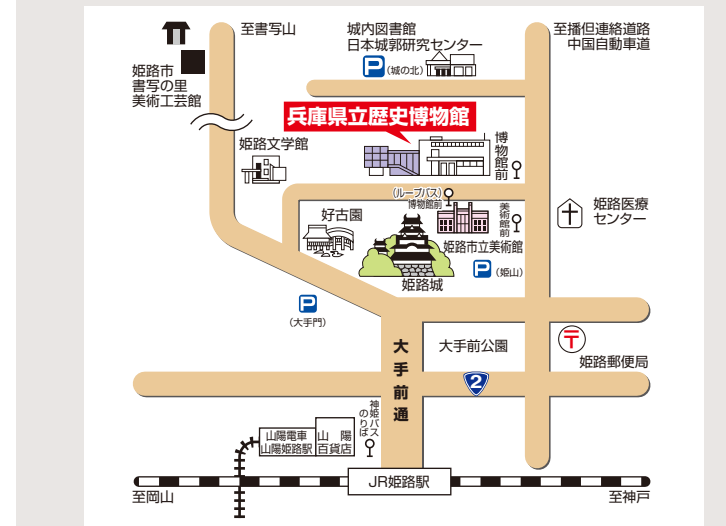 至書写山
城内図書館
日本城郭研究センター
P
(城の北)
至播但連絡道路
中国自動車道
姫路市
書写の里
美術工芸館
兵庫県立歴史博物館
博物館前
姫路文学館
(ループバス)
博物館前
美術館前
姫路医療
センター
好古園
姫路市立美術館
P
(姫山)
姫路城
P
(大手門)
大手前通
大手前公園
〒
姫路郵便局
2
神姫バス
のりば
山陽電車
山陽姫路駅
山陽
百貨店
JR姫路駅
至岡山
至神戸